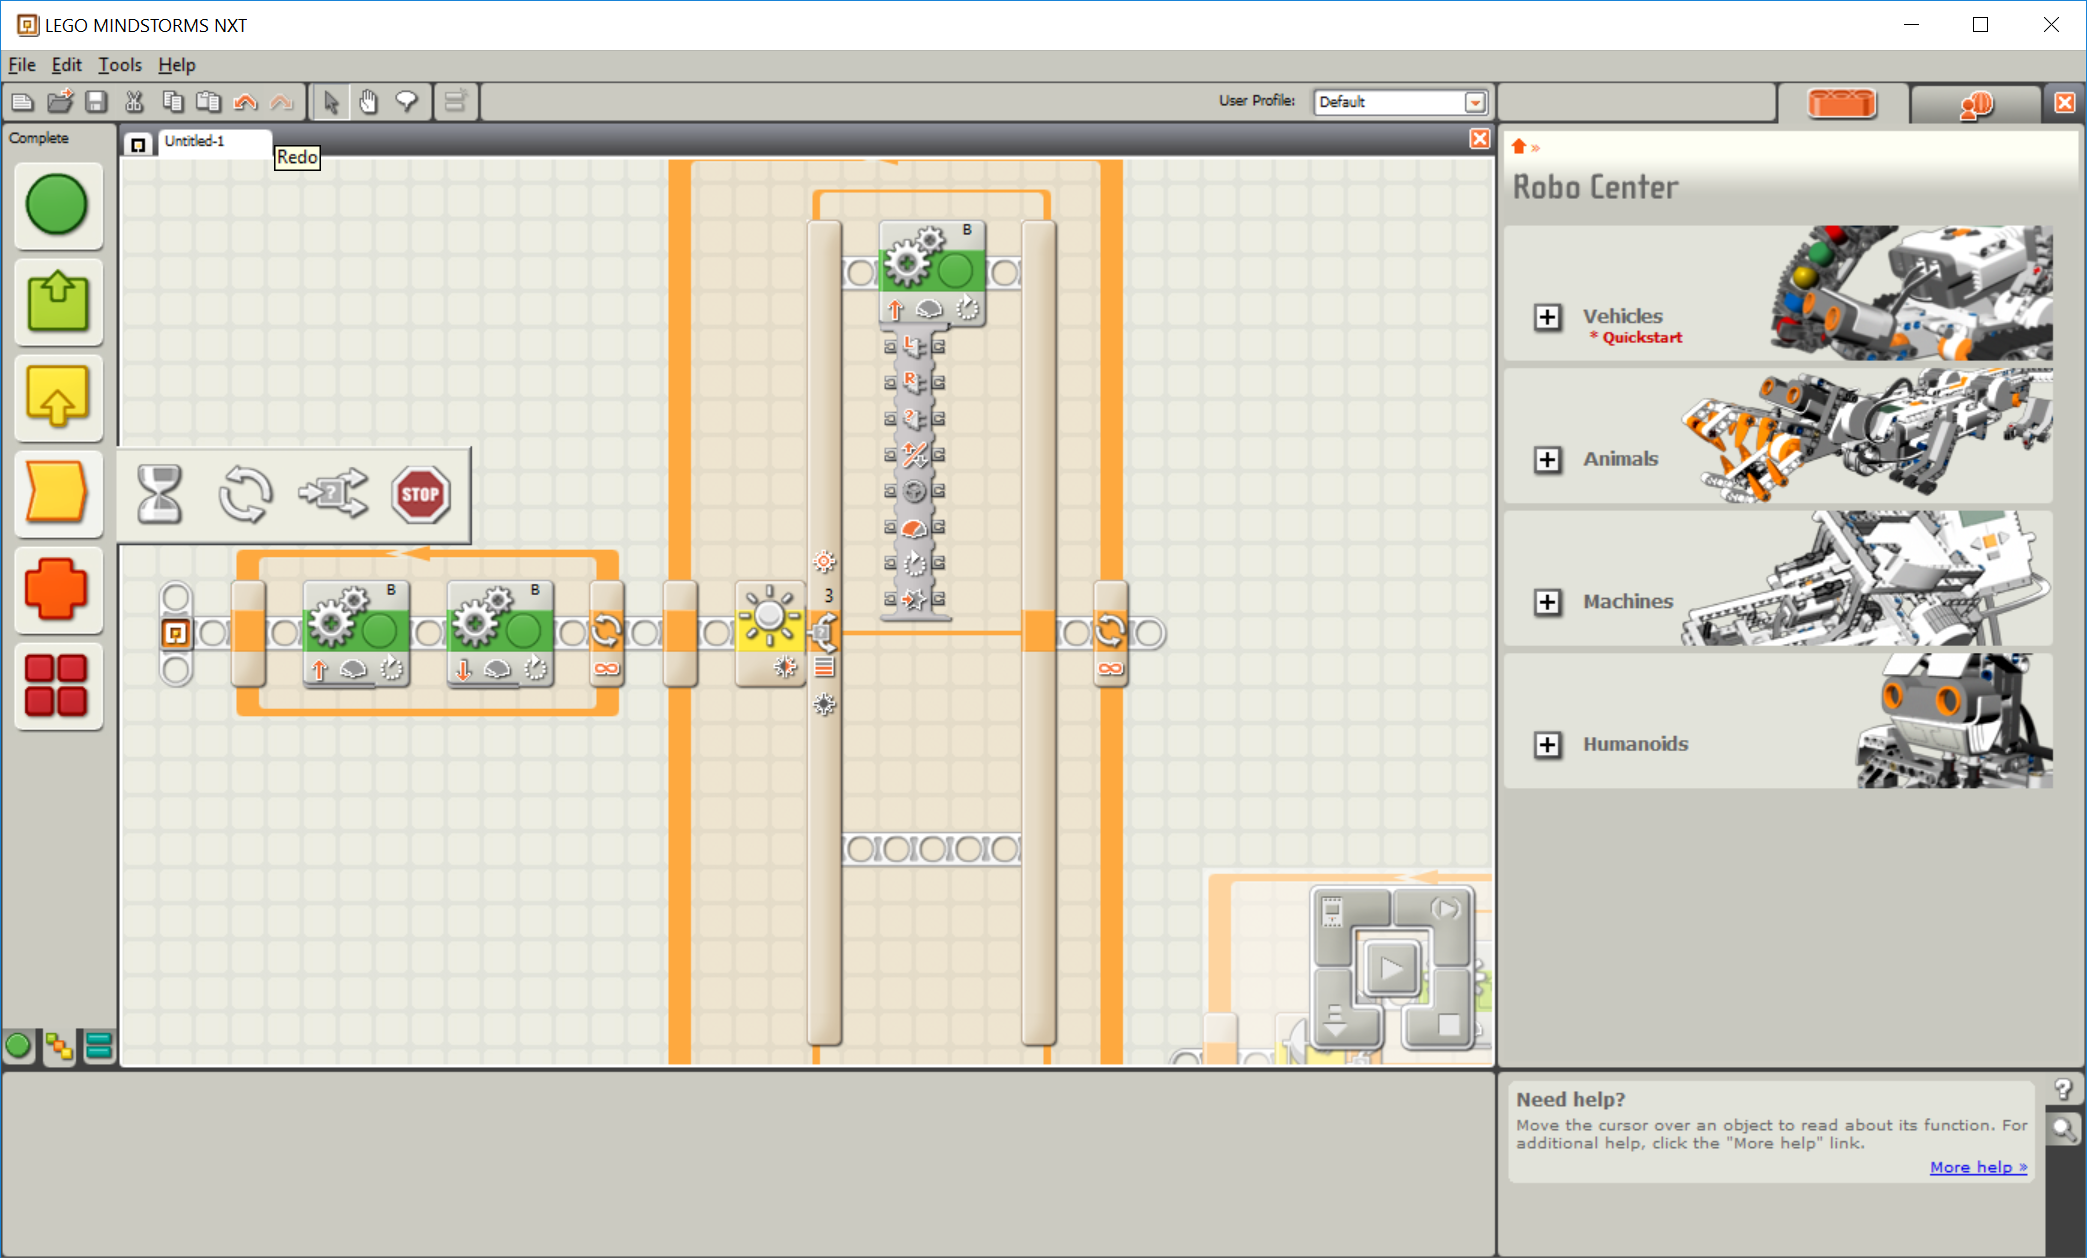 LEGO MINDSTORMS NXT
File Edit Tools Help
User Profile: Default
Complete
Untitled-1
Redo
STOP
B
B
B
3
L
R
?
?
Robo Center
Vehicles
* Quickstart
Animals
Machines
Humanoids
Need help?
Move the cursor over an object to read about its function. For
additional help, click the "More help" link.
More help »
?